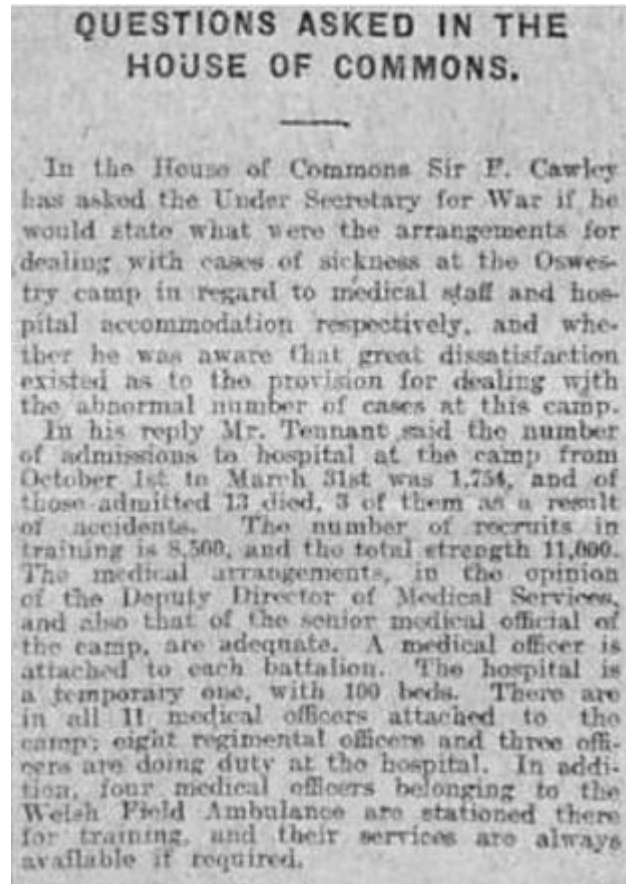 QUESTIONS ASKED IN THE
HOUSE OF COMMONS.
In the House of Commons Sir F. Cawley
has asked the Under Secretary for War if he
would state what were the arrangements for
dealing with cases of sickness at the Oswes-
try camp in regard to medical staff and hos-
pital accommodation respectively, and whe-
ther he was aware that great dissatisfaction
existed as to the provision for dealing with
the abnormal number of cases at this camp.
In his reply Mr. Tennant said the number
of admissions to hospital at the camp from
October 1st to March 31st was 1,754, and of
those admitted 13 died, 3 of them as a result
of accidents. The number of recruits in
training is 8,500, and the total strength 11,000.
The medical arrangements, in the opinion
of the Deputy Director of Medical Services,
and also that of the senior medical official of
the camp, are adequate. A medical officer is
attached to each battalion. The hospital is
a temporary one, with 100 beds. There are
in all 11 medical officers attached to the
camp; eight regimental officers and three offi-
cers are doing duty at the hospital. In addi-
tion, four medical officers belonging to the
Welsh Field Ambulance are stationed there
for training, and their services are always
available if required.